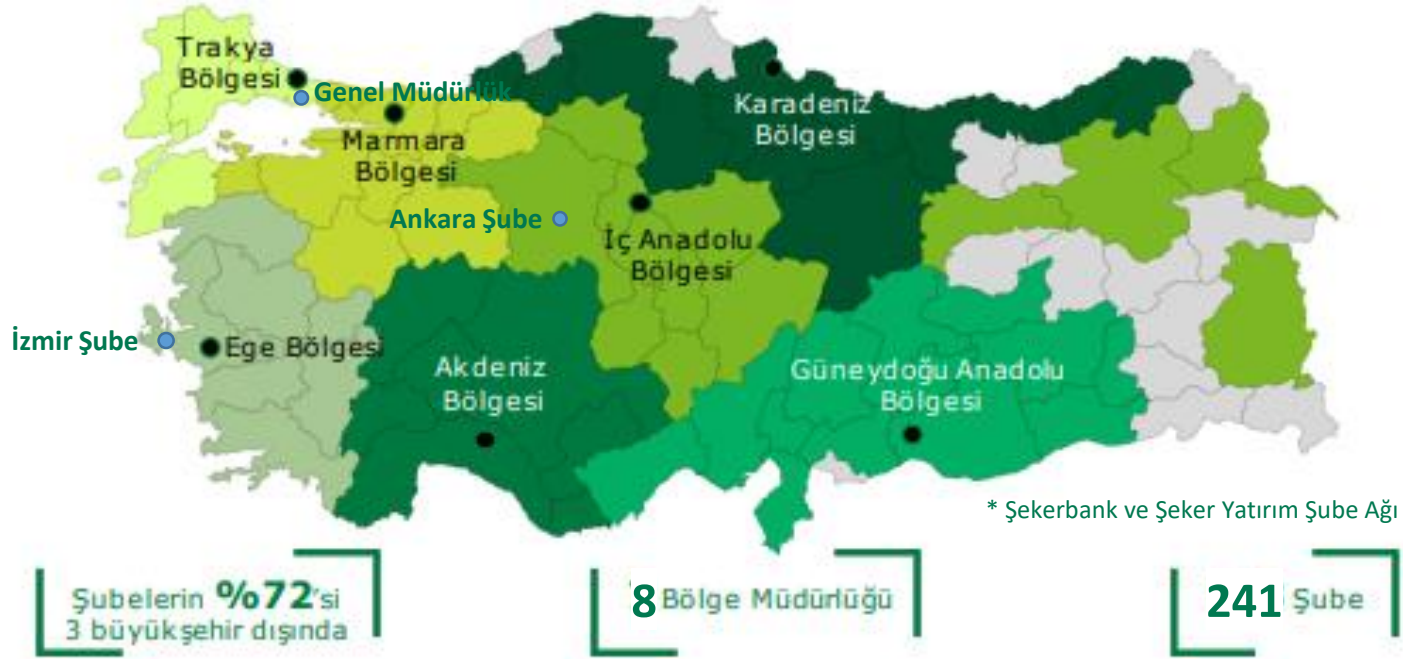 Trakya
Bölgesi
Genel Müdürlük
Marmara
Bölgesi
Karadeniz
Bölgesi
Ankara Şube
İç Anadolu
Bölgesi
İzmir Şube
Ege Bölgesi
Akdeniz
Bölgesi
Güneydoğu Anadolu
Bölgesi
* Şekerbank ve Şeker Yatırım Şube Ağı
Şubelerin %72'si
3 büyükşehir dışında
8 Bölge Müdürlüğü
241 Şube